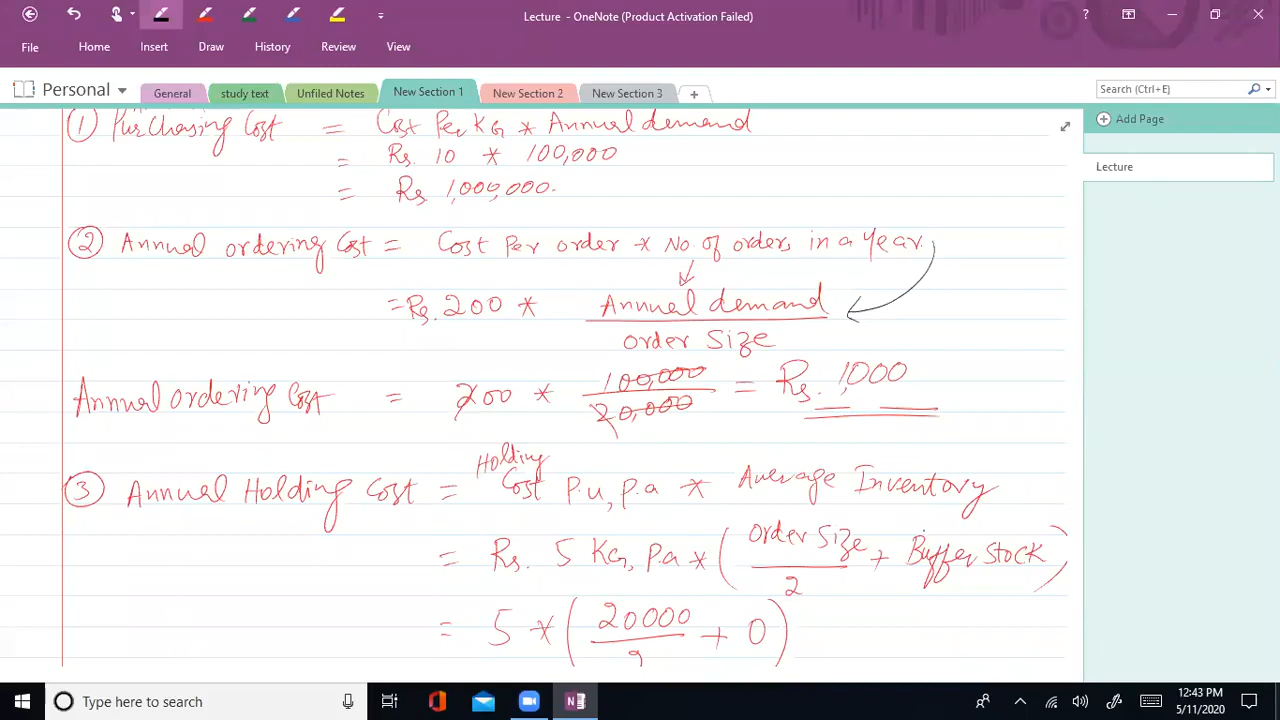 Lecture - OneNote (Product Activation Failed)
File Home Insert Draw History Review View
Personal General study text Unfiled Notes New Section 1 New Section 2 New Section 3 Search (Ctrl+E)
Add Page
Lecture
① Purchasing Cost = Cost Per KG * Annual demand
= Rs. 10 * 100,000
= Rs 1,000,000.
② Annual ordering Cost = Cost Per order * No. of orders in a Year.
= Rs. 200 * Annual demand
order Size
Annual ordering Cost = 200 * 100,000 = Rs. 1,000
20,000
Holding
③ Annual Holding Cost = Cost P.u, P.a * Average Inventory
= Rs. 5 KG, P.a * (order Size + Buffer Stock)
2
= 5 * (20000 + 0)
2
Type here to search
12:43 PM
5/11/2020